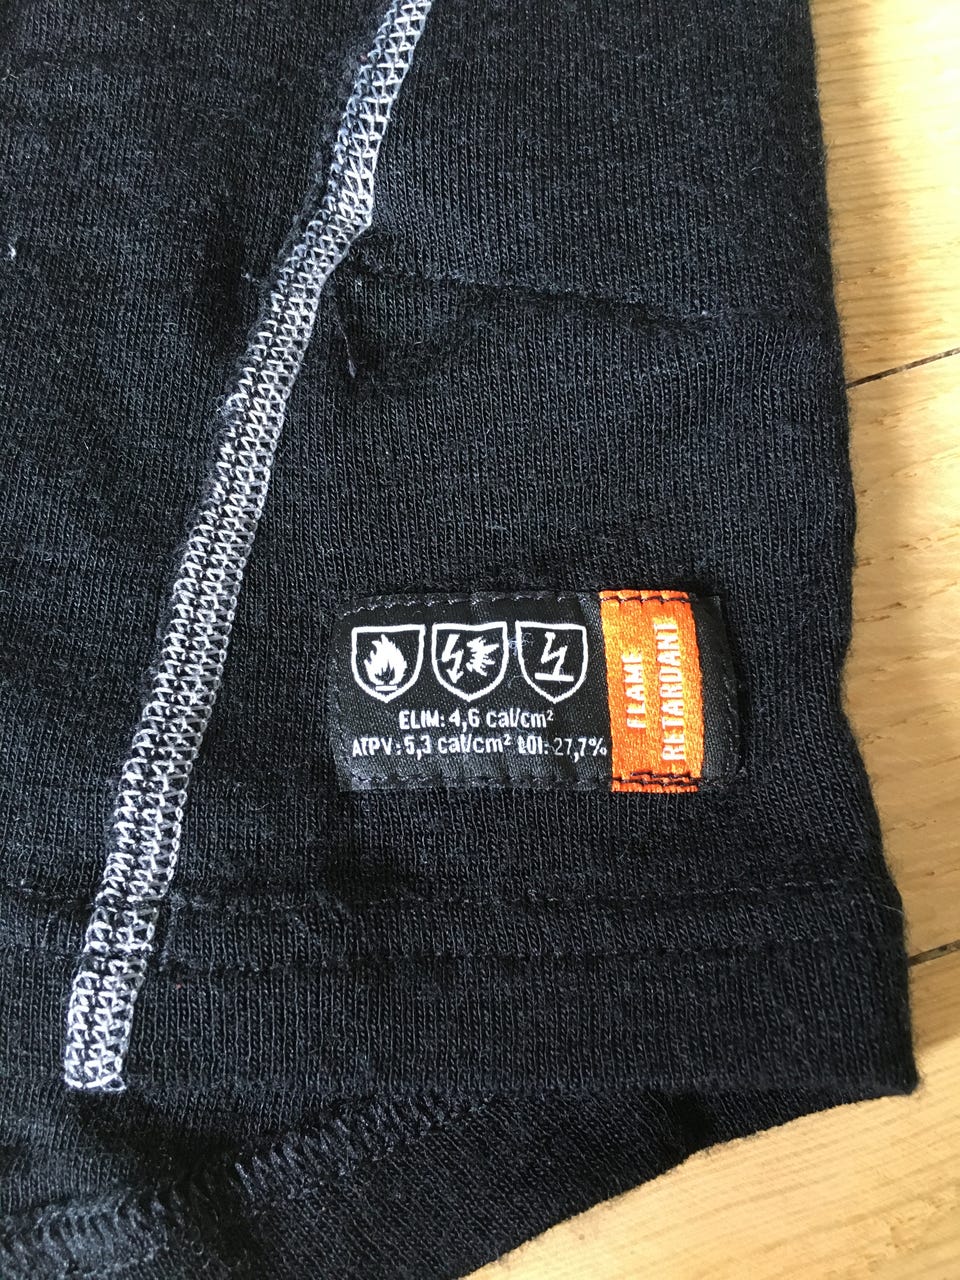 ELIM: 4,6 cal/cm²
ATPV: 5,3 cal/cm² LOI: 27,7%
FLAME
RETARDANT